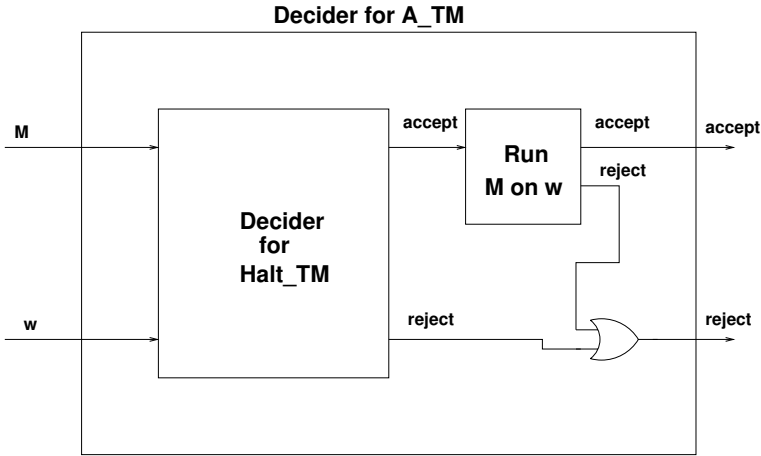 Decider for A_TM
M
accept
Run
M on w
accept
reject
accept
Decider
for
Halt_TM
w
reject
reject